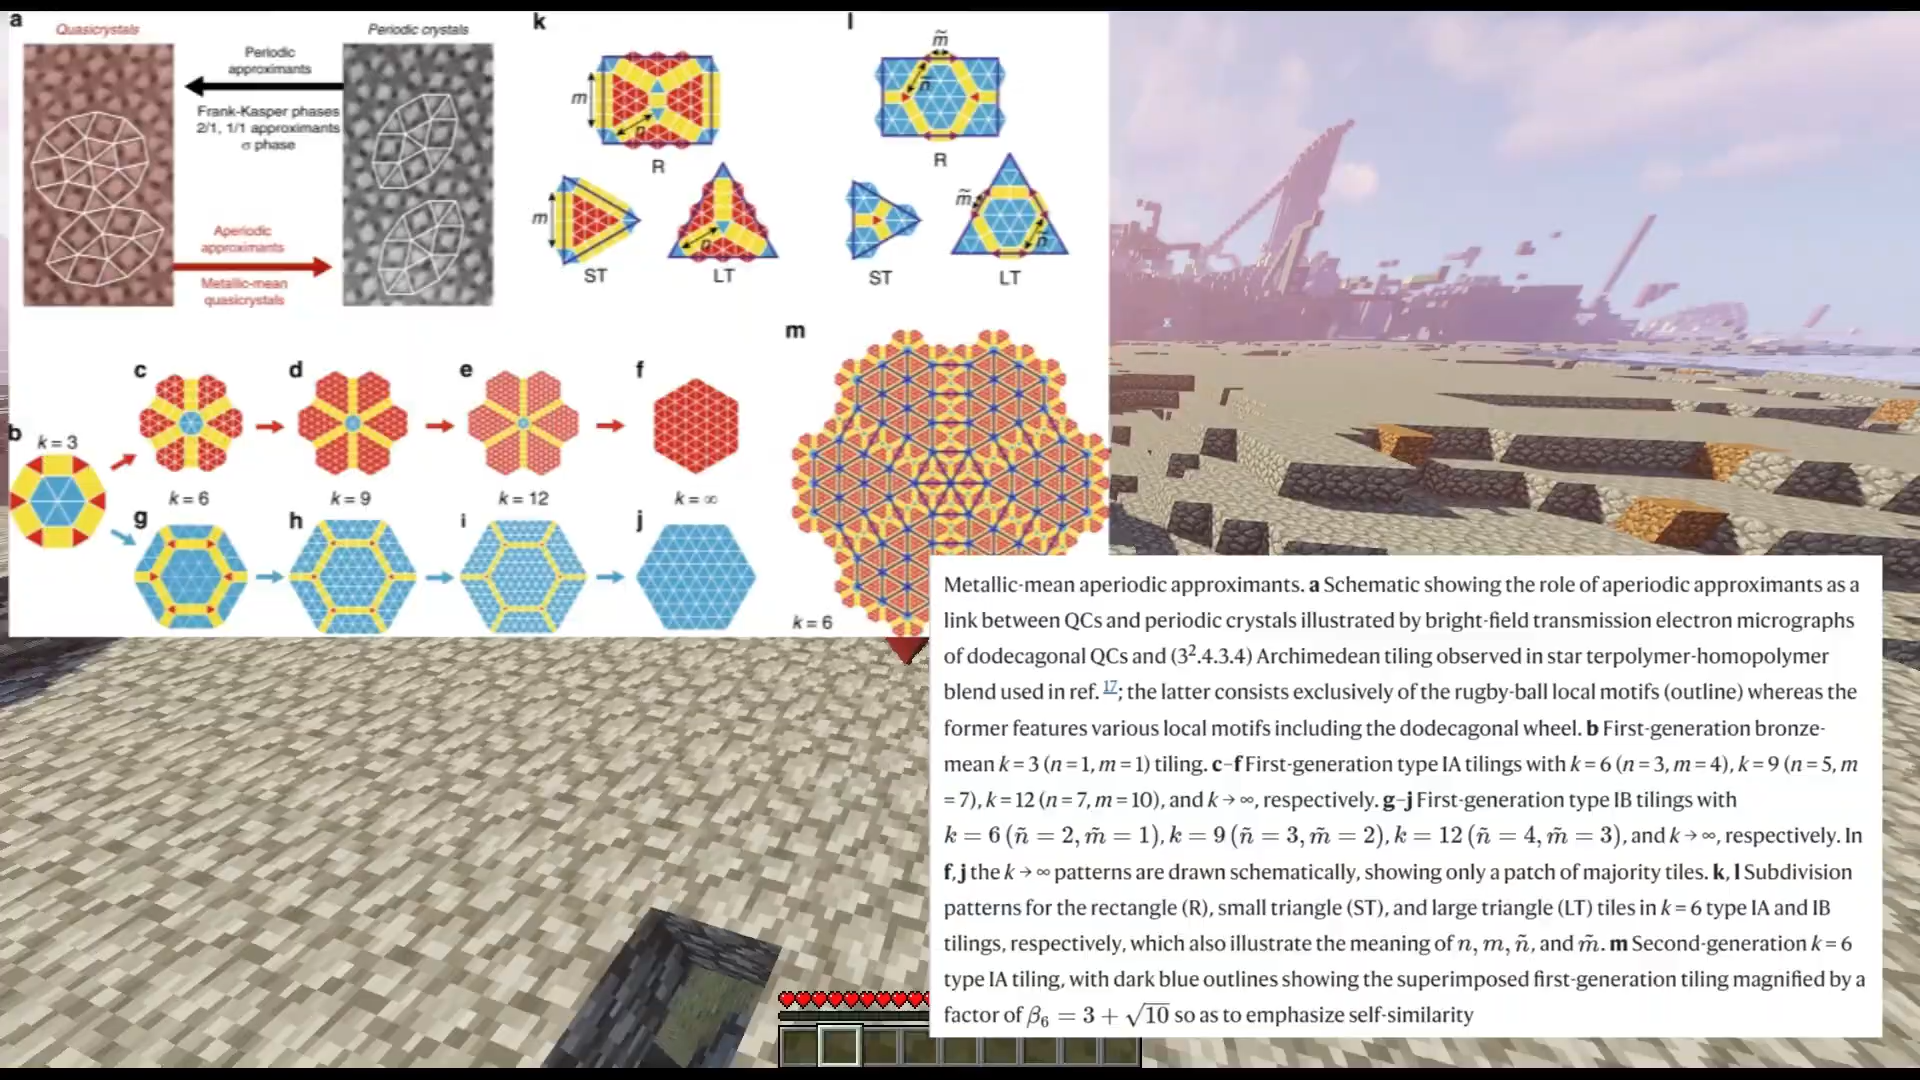 a
Quasicrystals
Periodic crystals
Periodic
approximants
Frank-Kasper phases
2/1, 1/1 approximants
σ phase
Aperiodic
approximants
Metallic-mean
quasicrystals
k
m
n
R
m
ST
n
LT
l
m̃
ñ
R
ST
m̃
ñ
LT
b
k = 3
c
d
e
f
k = 6
k = 9
k = 12
k = ∞
g
h
i
j
m
k = 6
Metallic-mean aperiodic approximants. a Schematic showing the role of aperiodic approximants as a
link between QCs and periodic crystals illustrated by bright-field transmission electron micrographs
of dodecagonal QCs and (3².4.3.4) Archimedean tiling observed in star terpolymer-homopolymer
blend used in ref. 17; the latter consists exclusively of the rugby-ball local motifs (outline) whereas the
former features various local motifs including the dodecagonal wheel. b First-generation bronze-
mean k = 3 (n = 1, m = 1) tiling. c–f First-generation type IA tilings with k = 6 (n = 3, m = 4), k = 9 (n = 5, m
= 7), k = 12 (n = 7, m = 10), and k → ∞, respectively. g–j First-generation type IB tilings with
k = 6 (ñ = 2, m̃ = 1), k = 9 (ñ = 3, m̃ = 2), k = 12 (ñ = 4, m̃ = 3), and k → ∞, respectively. In
f, j the k → ∞ patterns are drawn schematically, showing only a patch of majority tiles. k, l Subdivision
patterns for the rectangle (R), small triangle (ST), and large triangle (LT) tiles in k = 6 type IA and IB
tilings, respectively, which also illustrate the meaning of n, m, ñ, and m̃. m Second-generation k = 6
type IA tiling, with dark blue outlines showing the superimposed first-generation tiling magnified by a
factor of β₆ = 3 + √10 so as to emphasize self-similarity